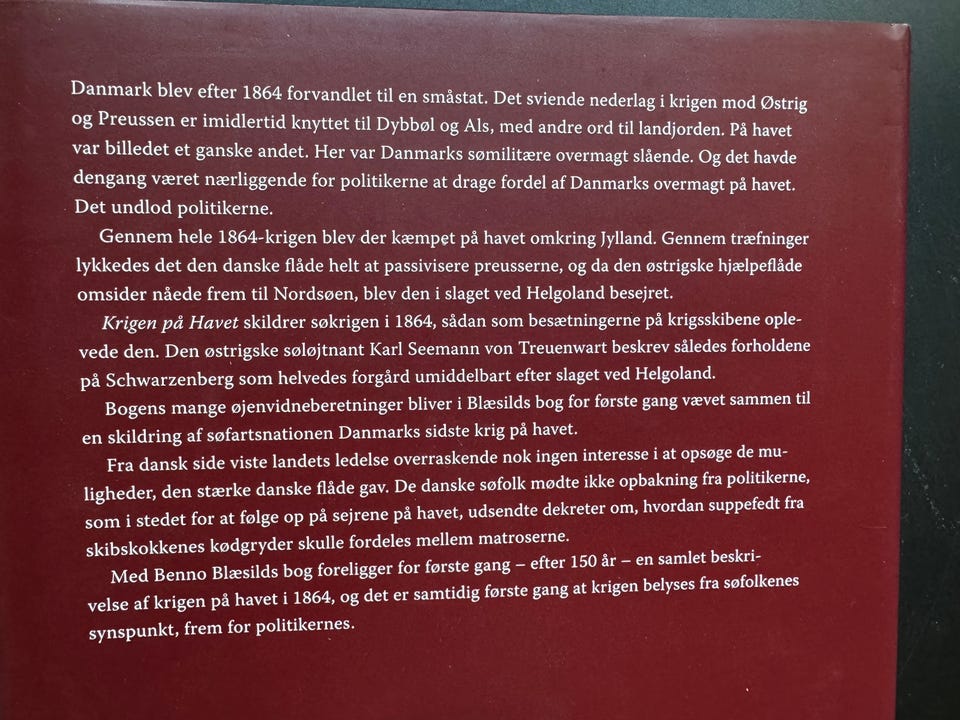 Danmark blev efter 1864 forvandlet til en småstat. Det sviende nederlag i krigen mod Østrig
og Preussen er imidlertid knyttet til Dybbøl og Als, med andre ord til landjorden. På havet
var billedet et ganske andet. Her var Danmarks sømilitære overmagt slående. Og det havde
dengang været nærliggende for politikerne at drage fordel af Danmarks overmagt på havet.
Det undlod politikerne.
Gennem hele 1864-krigen blev der kæmpet på havet omkring Jylland. Gennem træfninger
lykkedes det den danske flåde helt at passivisere preusserne, og da den østrigske hjælpeflåde
omsider nåede frem til Nordsøen, blev den i slaget ved Helgoland besejret.
Krigen på Havet skildrer søkrigen i 1864, sådan som besætningerne på krigsskibene ople-
vede den. Den østrigske søløjtnant Karl Seemann von Treuenwart beskrev således forholdene
på Schwarzenberg som helvedes forgård umiddelbart efter slaget ved Helgoland.
Bogens mange øjenvidneberetninger bliver i Blæsilds bog for første gang vævet sammen til
en skildring af søfartsnationen Danmarks sidste krig på havet.
Fra dansk side viste landets ledelse overraskende nok ingen interesse i at opsøge de mu-
ligheder, den stærke danske flåde gav. De danske søfolk mødte ikke opbakning fra politikerne,
som i stedet for at følge op på sejrene på havet, udsendte dekreter om, hvordan suppefedt fra
skibskokkenes kødgryder skulle fordeles mellem matroserne.
Med Benno Blæsilds bog foreligger for første gang – efter 150 år – en samlet beskri-
velse af krigen på havet i 1864, og det er samtidig første gang at krigen belyses fra søfolkenes
synspunkt, frem for politikernes.